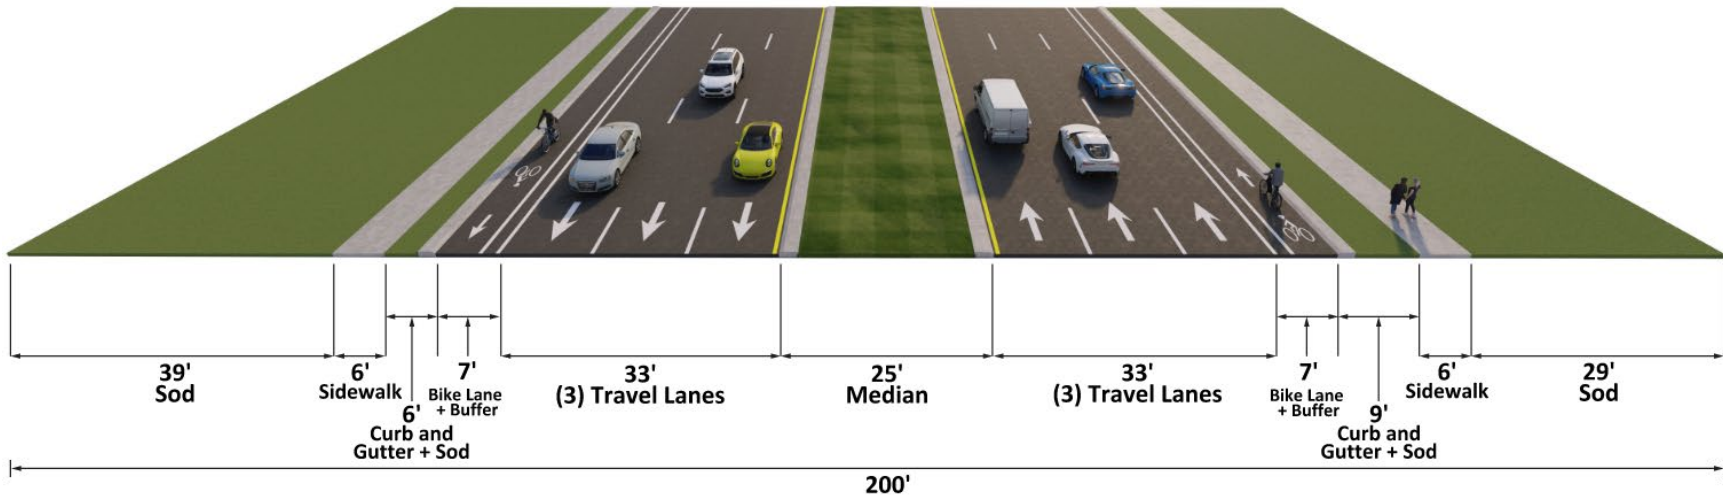 39'
Sod
6'
Sidewalk
6'
Curb and
Gutter + Sod
7'
Bike Lane
+ Buffer
33'
(3) Travel Lanes
25'
Median
33'
(3) Travel Lanes
7'
Bike Lane
+ Buffer
9'
Curb and
Gutter + Sod
6'
Sidewalk
29'
Sod
200'